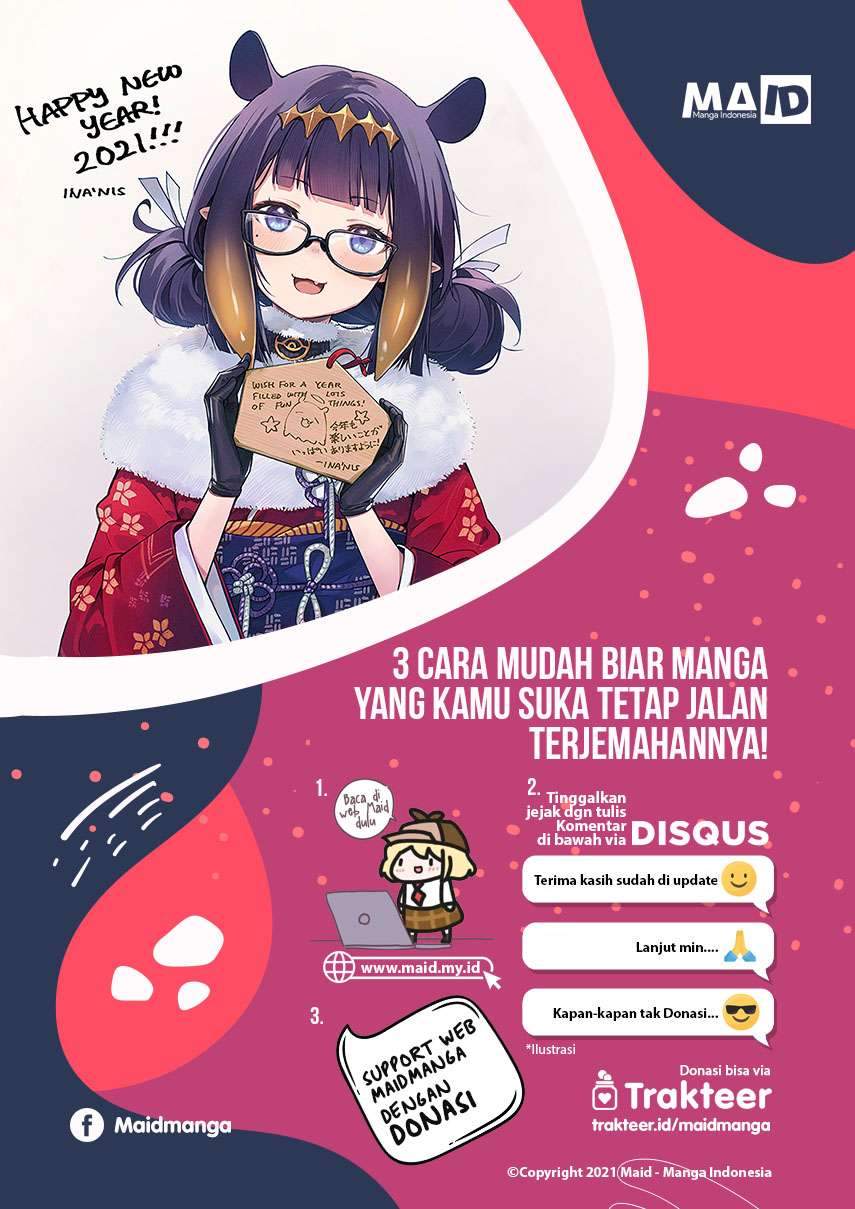 HAPPY NEW
YEAR!
2021!!!
INA'NIS
MAID
Manga Indonesia
WISH FOR A YEAR
FILLED WITH LOTS
OF FUN THINGS!
今年も
楽しいことが
いっぱいありますように!
-INA'NIS
3 CARA MUDAH BIAR MANGA
YANG KAMU SUKA TETAP JALAN
TERJEMAHANNYA!
1.
Baca di
web Maid
dulu
www.maid.my.id
2.
Tinggalkan
jejak dgn tulis
Komentar
di bawah via DISQUS
Terima kasih sudah di update
Lanjut min....
Kapan-kapan tak Donasi...
*Ilustrasi
3.
SUPPORT WEB
MAIDMANGA
DENGAN
DONASI
Donasi bisa via
Trakteer
trakteer.id/maidmanga
Maidmanga
©Copyright 2021 Maid - Manga Indonesia